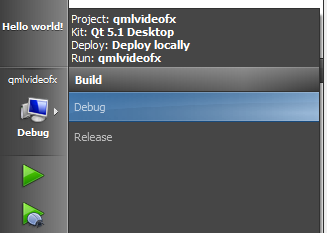 Hello world!
Project: qmlvideofx
Kit: Qt 5.1 Desktop
Deploy: Deploy locally
Run: qmlvideofx
qmlvideofx
Debug
Build
Debug
Release